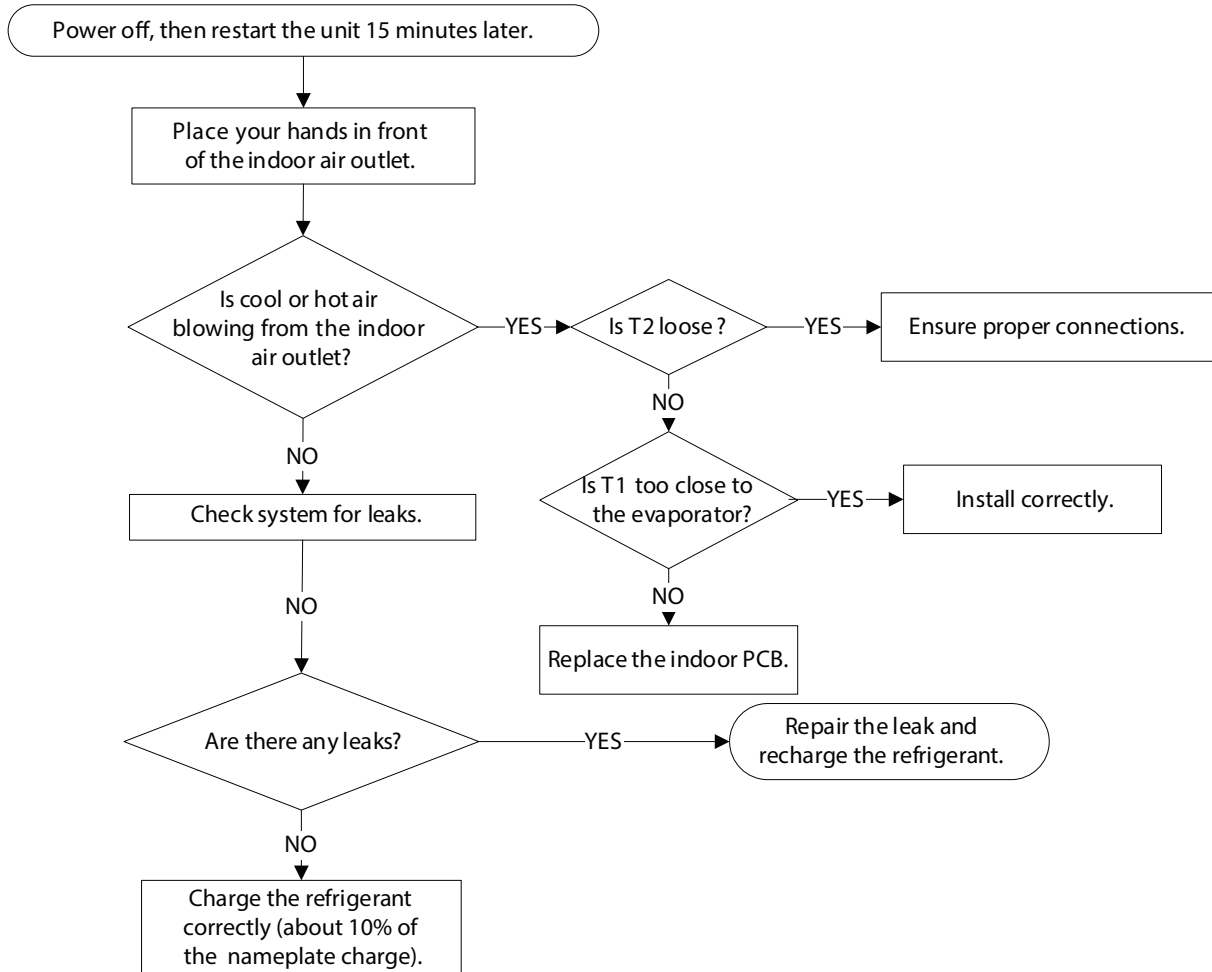 Power off, then restart the unit 15 minutes later.
Place your hands in front
of the indoor air outlet.
Is cool or hot air
blowing from the indoor
air outlet?
YES
Is T2 loose ?
YES
Ensure proper connections.
NO
NO
Is T1 too close to
the evaporator?
YES
Install correctly.
Check system for leaks.
NO
NO
Replace the indoor PCB.
Are there any leaks?
YES
Repair the leak and
recharge the refrigerant.
NO
Charge the refrigerant
correctly (about 10% of
the nameplate charge).